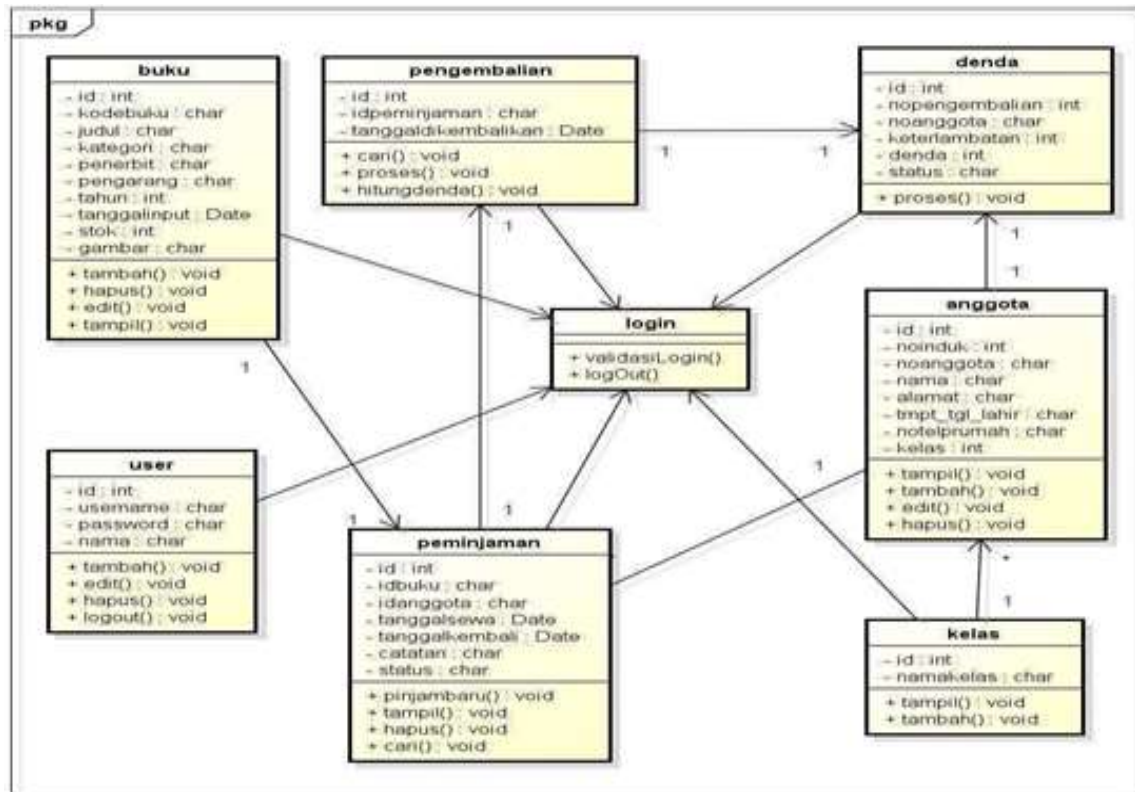 pkg
buku
- id : int
- kodebuku : char
- judul : char
- kategori : char
- penerbit : char
- pengarang : char
- tahun : int
- tanggalinput : Date
- stok : int
- gambar : char
+ tambah() : void
+ hapus() : void
+ edit() : void
+ tampil() : void
pengembalian
- id : int
- idpeminjaman : char
- tanggaldikembalikan : Date
+ cari() : void
+ proses() : void
+ hitungdenda() : void
1
1
denda
- id : int
- nopengembalian : int
- noanggota : char
- keterlambatan : int
- denda : int
- status : char
+ proses() : void
1
1
1
login
+ validasiLogin()
+ logOut()
anggota
- id : int
- noinduk : int
- noanggota : char
- nama : char
- alamat : char
- tmpt_tgl_lahir : char
- notelprumah : char
- kelas : int
+ tampil() : void
+ tambah() : void
+ edit() : void
+ hapus() : void
1
1
user
- id : int
- username : char
- password : char
- nama : char
+ tambah() : void
+ edit() : void
+ hapus() : void
+ logout() : void
1
1
peminjaman
- id : int
- idbuku : char
- idanggota : char
- tanggalsewa : Date
- tanggalkembali : Date
- catatan : char
- status : char
+ pinjambaru() : void
+ tampil() : void
+ hapus() : void
+ cari() : void
*
1
kelas
- id : int
- namakelas : char
+ tampil() : void
+ tambah() : void